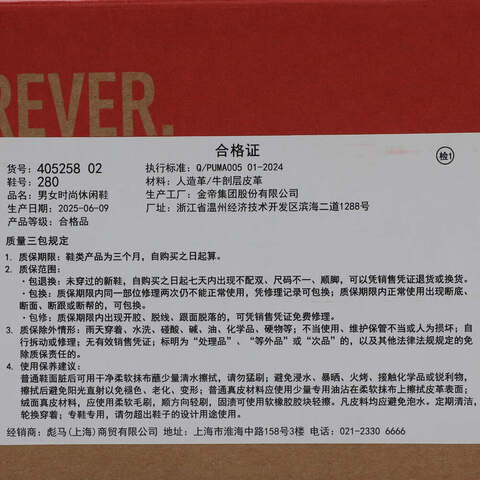 REVER.
合格证
检1
货号: 405258 02
执行标准: Q/PUMA005 01-2024
鞋号: 280
材料: 人造革/牛剖层皮革
品名: 男女时尚休闲鞋
生产工厂: 金帝集团股份有限公司
生产日期: 2025-06-09
厂址: 浙江省温州经济技术开发区滨海二道1288号
产品等级: 合格品
质量三包规定
1. 质保期限: 鞋类产品为三个月,自购买之日起算。
2. 质保范围:
・包退换: 未穿过的新鞋,自购买之日起七天内出现不配双、尺码不一、顺脚,可以凭销售凭证退货或换货。
・包换: 质保期限内同一部位修理两次仍不能正常使用,凭修理记录可包换; 质保期限内正常使用出现断底、
断面、断跟或断帮的,可包换。
・包修: 质保期限内出现开胶、脱线、跟面脱落的,可凭销售凭证免费修理。
3. 质保除外情形: 雨天穿着、水洗、碰酸、碱、油、化学品、硬物等; 不当使用、维护保管不当或人为损坏; 自
行拆动或修理; 无有效销售凭证; 标明为“处理品”、“等外品”或“次品”的,以及其他法律法规规定的免
除质保责任的。
4. 使用保养建议:
普通鞋面脏后可用干净柔软抹布蘸少量清水擦拭,请勿猛刷; 避免浸水、暴晒、火烤、接触化学品或锐利物,
擦拭后避免阳光直射以免褪色、老化、变形; 普通真皮材料应使用少量专用油沾在柔软抹布上擦拭皮革表面;
绒面真皮材料,应使用柔软毛刷,顺方向轻刷,固渍可使用软橡胶胶块轻擦。凡皮料均应避免泡水。定期清洁,
轮换穿着; 专鞋专用,请勿超出鞋子的设计用途使用。
经销商: 彪马(上海)商贸有限公司 地址: 上海市淮海中路158号3楼 电话: 021-2330 6666